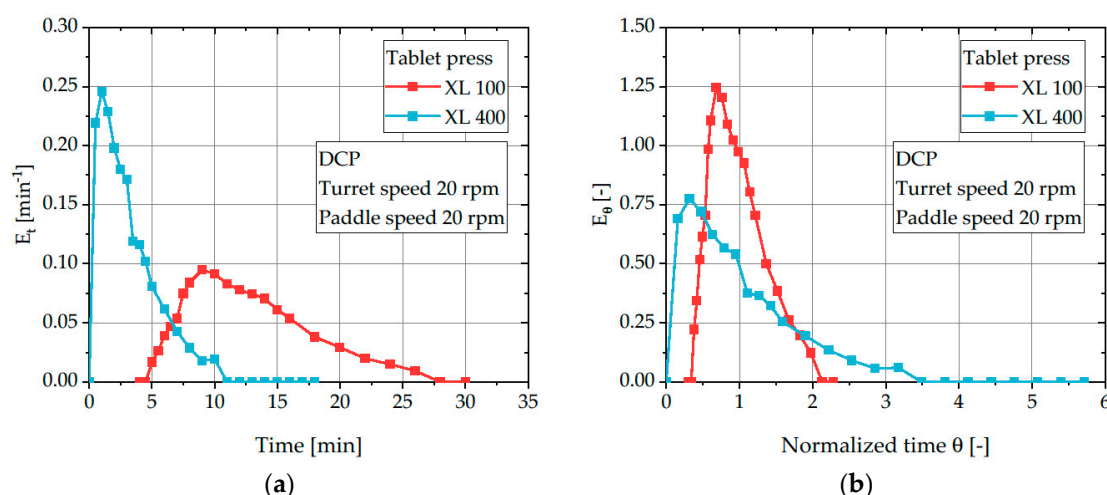 0.30
0.25
0.20
0.15
0.10
0.05
0.00
E_t [min⁻¹]
0 5 10 15 20 25 30 35
Time [min]
Tablet press
XL 100
XL 400
DCP
Turret speed 20 rpm
Paddle speed 20 rpm
(a)
1.50
1.25
1.00
0.75
0.50
0.25
0.00
E_θ [-]
0 1 2 3 4 5 6
Normalized time θ [-]
Tablet press
XL 100
XL 400
DCP
Turret speed 20 rpm
Paddle speed 20 rpm
(b)